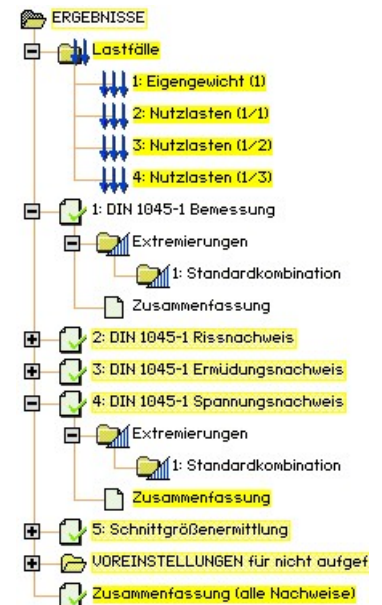 ERGEBNISSE
Lastfälle
1: Eigengewicht (1)
2: Nutzlasten (1/1)
3: Nutzlasten (1/2)
4: Nutzlasten (1/3)
1: DIN 1045-1 Bemessung
Extremierungen
1: Standardkombination
Zusammenfassung
2: DIN 1045-1 Rissnachweis
3: DIN 1045-1 Ermüdungsnachweis
4: DIN 1045-1 Spannungsnachweis
Extremierungen
1: Standardkombination
Zusammenfassung
5: Schnittgrößenermittlung
VOREINSTELLUNGEN für nicht aufgef
Zusammenfassung (alle Nachweise)